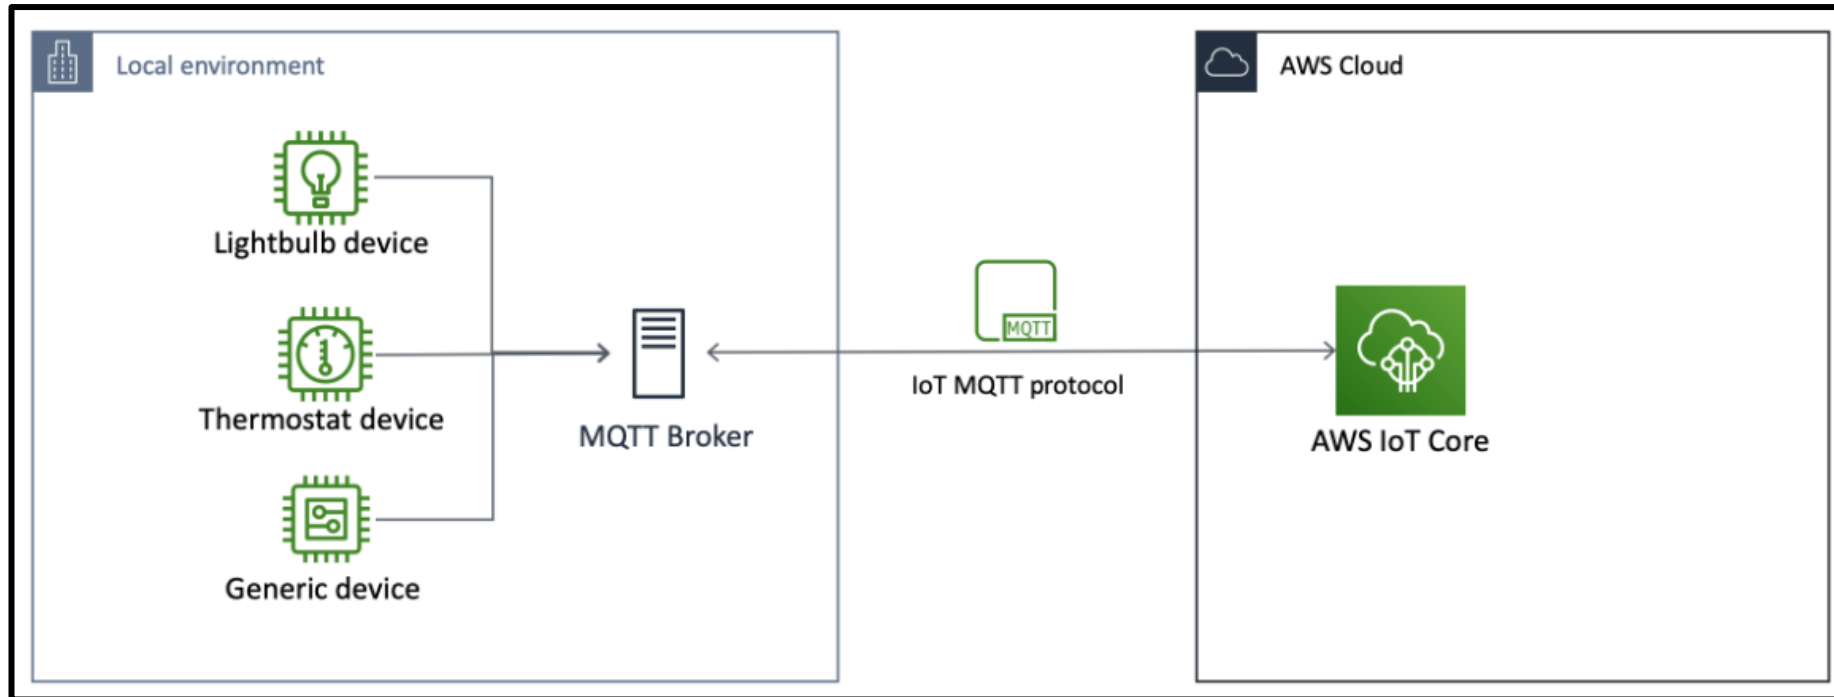 Local environment
AWS Cloud
Lightbulb device
Thermostat device
Generic device
MQTT Broker
MQTT
IoT MQTT protocol
AWS IoT Core